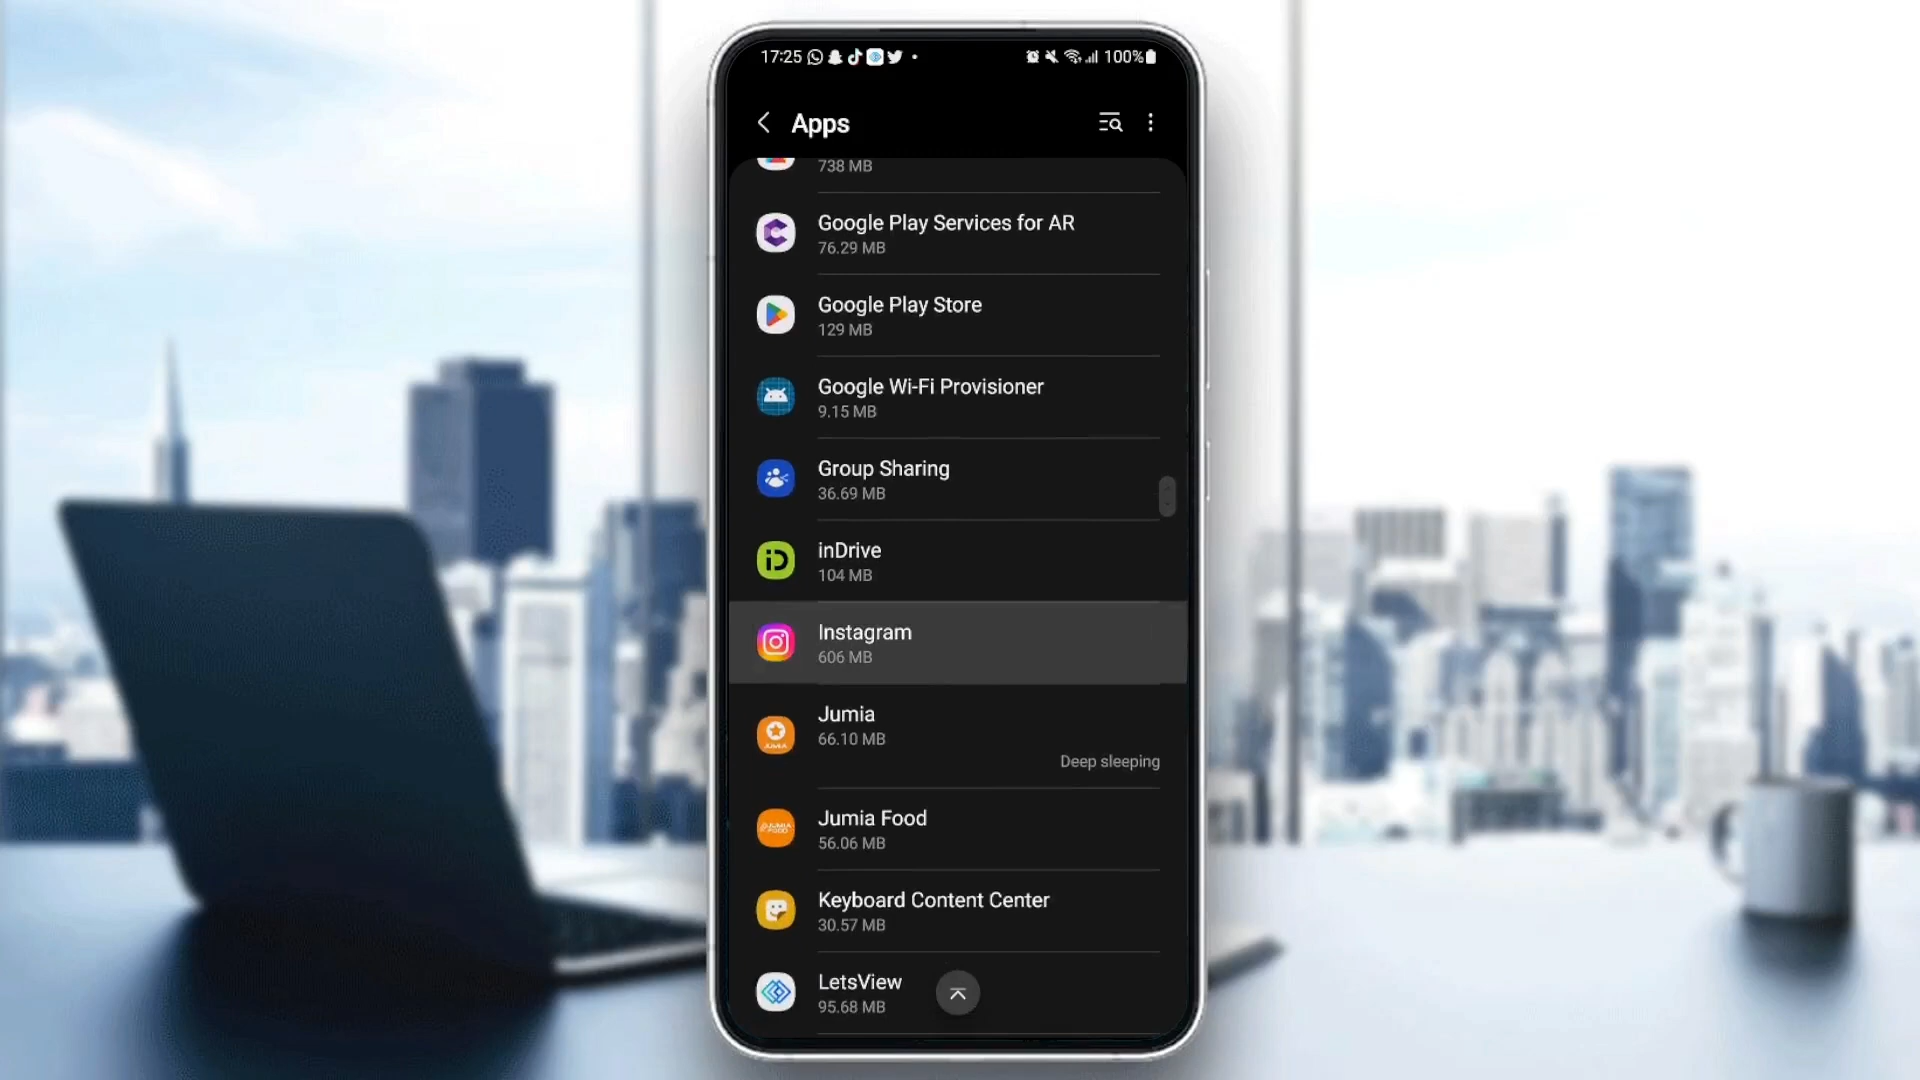 17:25 100%
Apps
738 MB
Google Play Services for AR
76.29 MB
Google Play Store
129 MB
Google Wi-Fi Provisioner
9.15 MB
Group Sharing
36.69 MB
inDrive
104 MB
Instagram
606 MB
Jumia
66.10 MB
Deep sleeping
Jumia Food
56.06 MB
Keyboard Content Center
30.57 MB
LetsView
95.68 MB